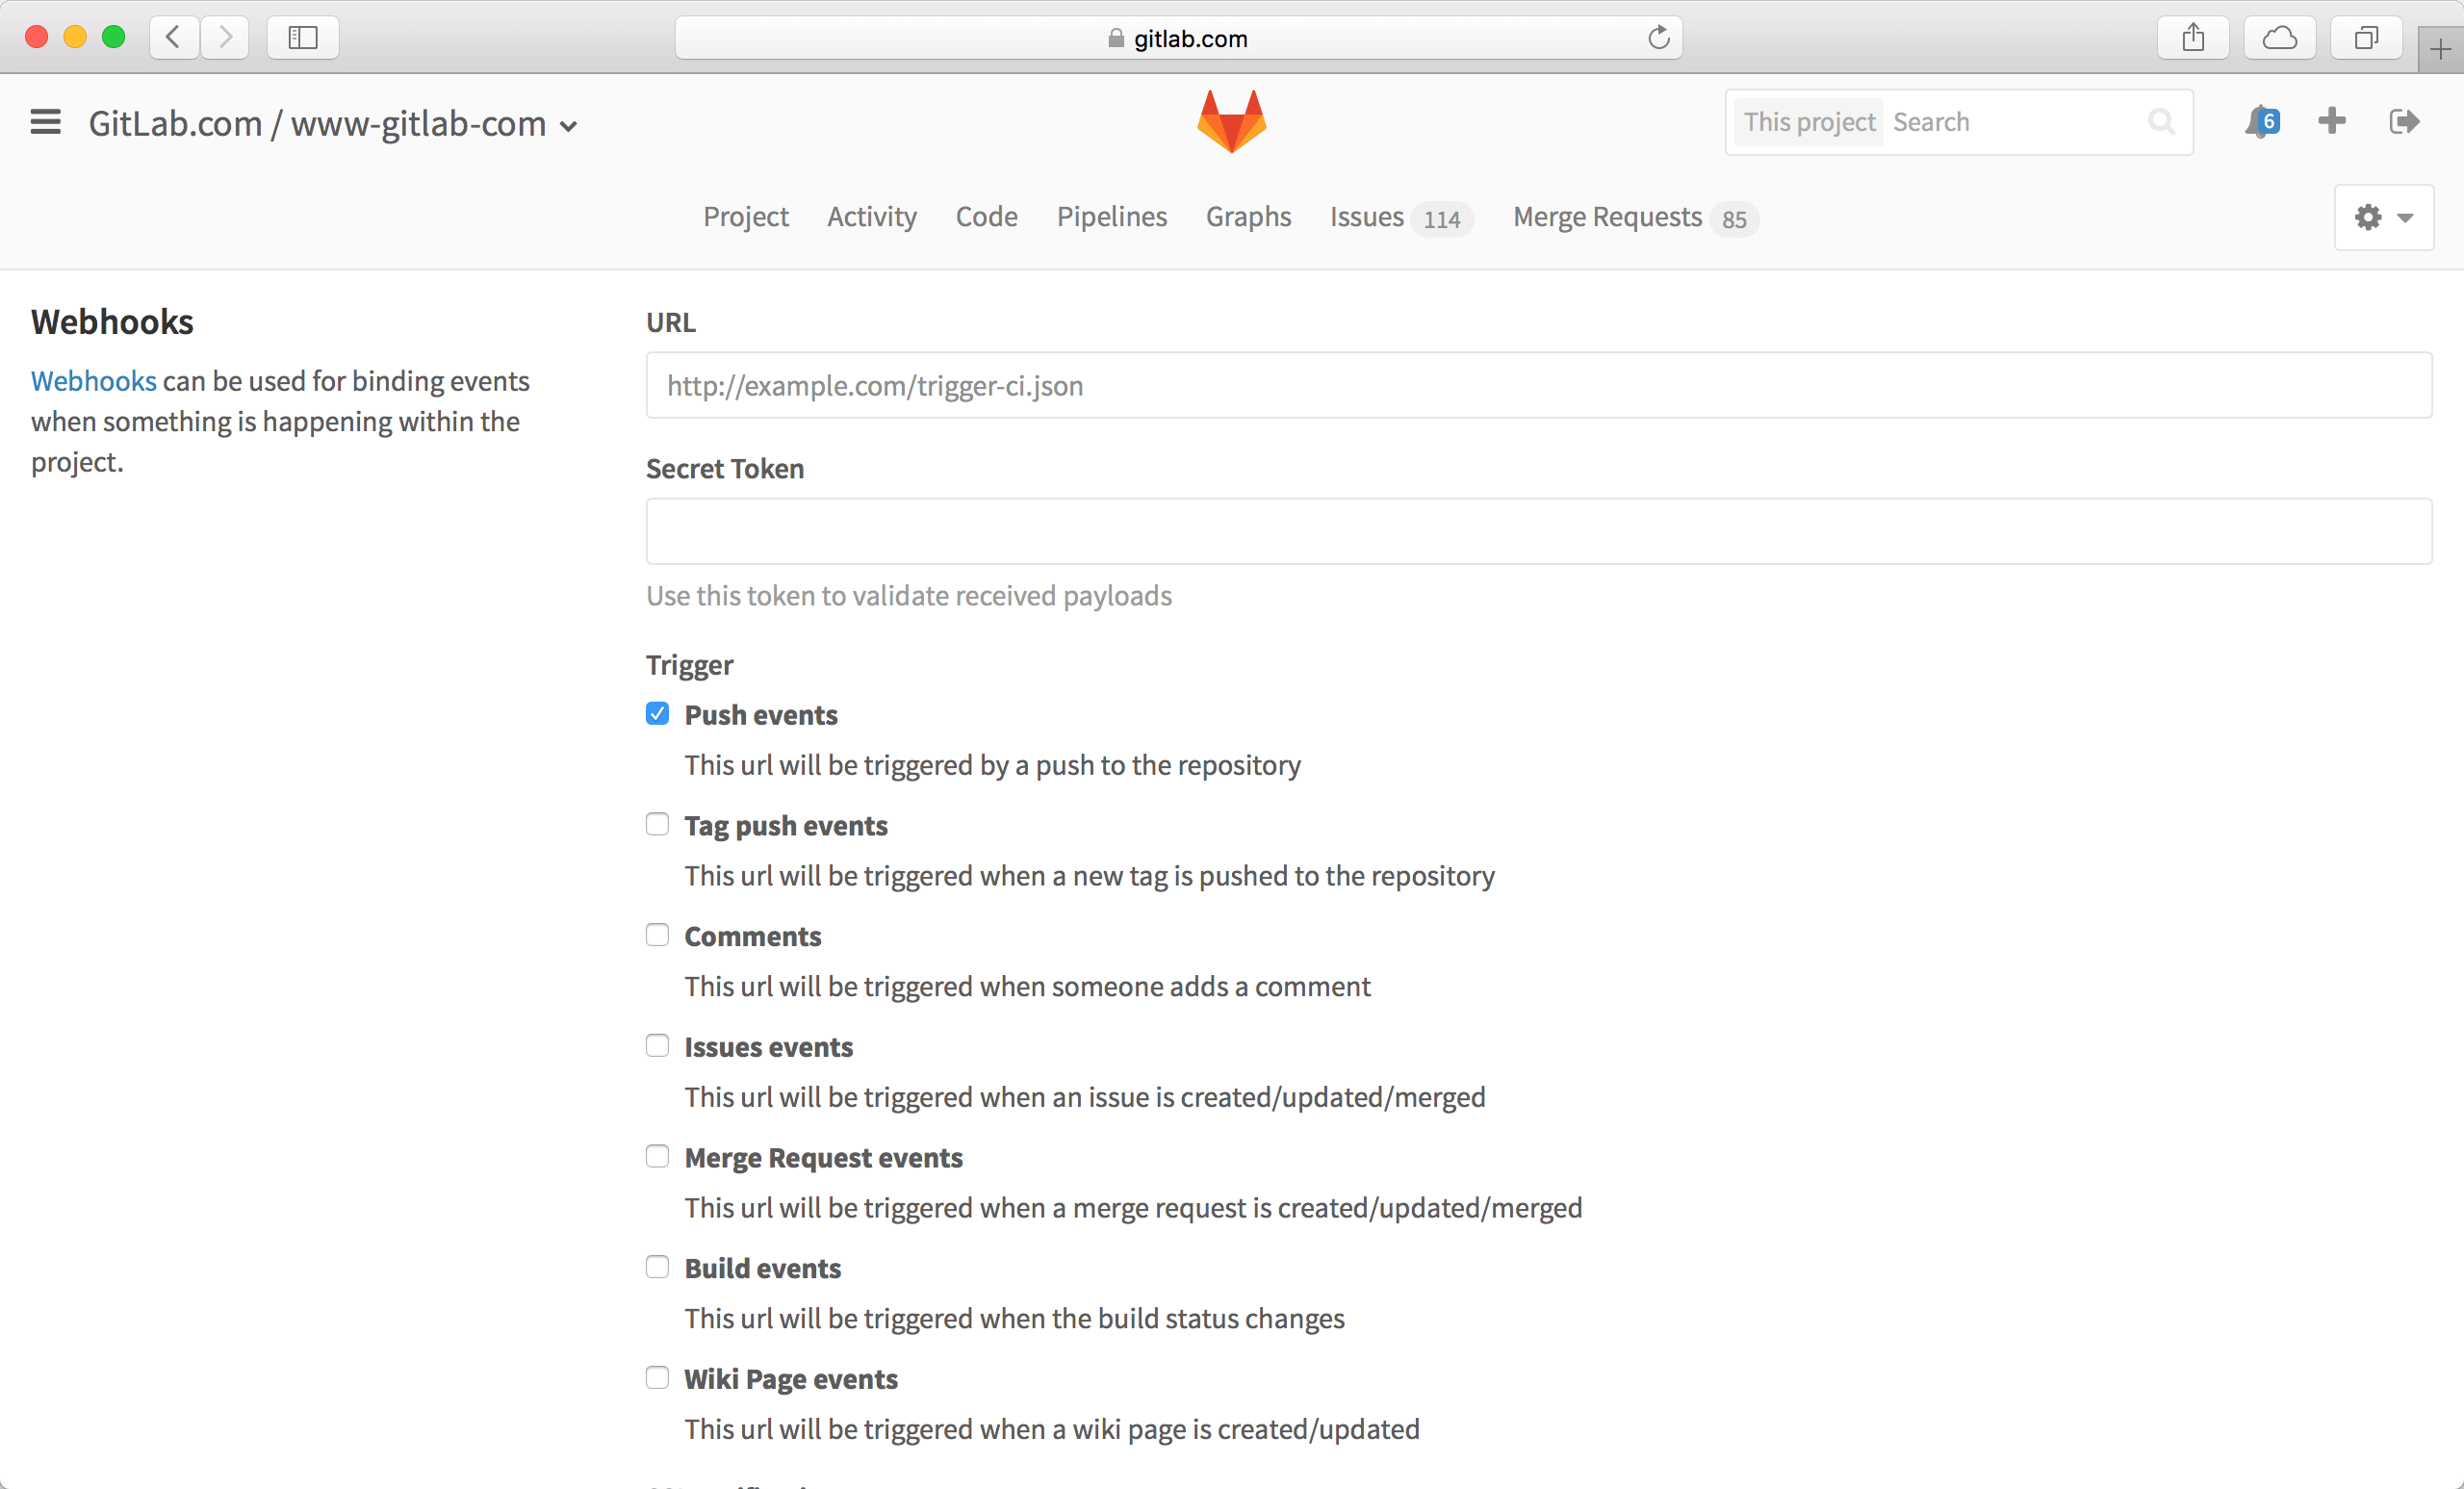 gitlab.com
GitLab.com / www-gitlab-com
This project Search
6
Project Activity Code Pipelines Graphs Issues 114 Merge Requests 85
Webhooks
Webhooks can be used for binding events
when something is happening within the
project.
URL
http://example.com/trigger-ci.json
Secret Token
Use this token to validate received payloads
Trigger
Push events
This url will be triggered by a push to the repository
Tag push events
This url will be triggered when a new tag is pushed to the repository
Comments
This url will be triggered when someone adds a comment
Issues events
This url will be triggered when an issue is created/updated/merged
Merge Request events
This url will be triggered when a merge request is created/updated/merged
Build events
This url will be triggered when the build status changes
Wiki Page events
This url will be triggered when a wiki page is created/updated